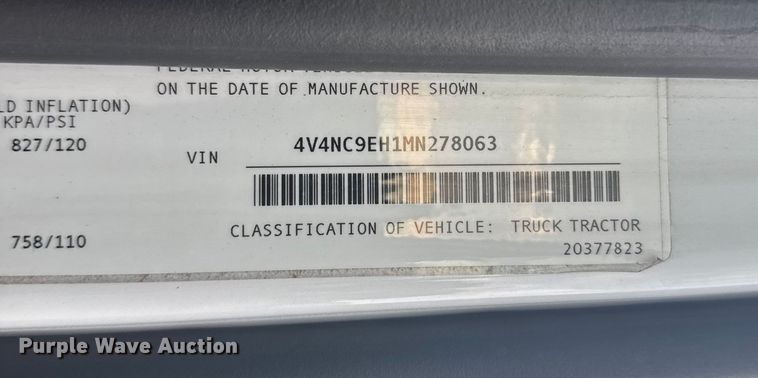 ON THE DATE OF MANUFACTURE SHOWN.
LD INFLATION)
KPA/PSI
827/120
VIN 4V4NC9EH1MN278063
CLASSIFICATION OF VEHICLE: TRUCK TRACTOR
758/110
20377823
Purple Wave Auction